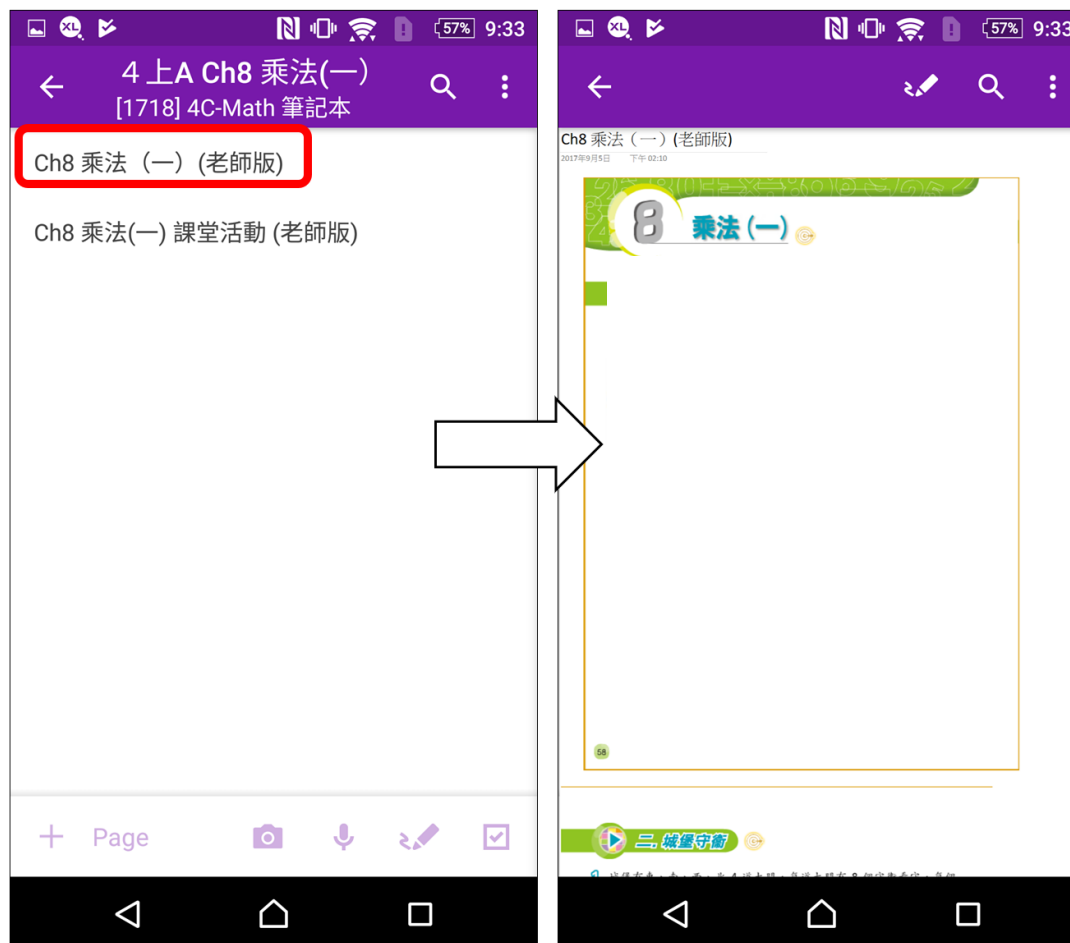 XL
57%
9:33
４上A Ch8 乘法(一)
[1718] 4C-Math 筆記本
Ch8 乘法（一）(老師版)
Ch8 乘法(一) 課堂活動 (老師版)
Page
XL
57%
9:33
Ch8 乘法（一）(老師版)
2017年9月5日 下午 02:10
8 乘法(一)
58
二. 城堡守衛